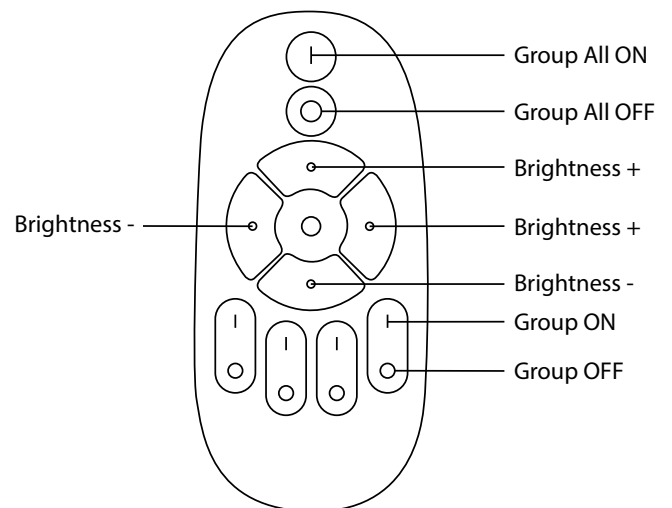 Group All ON
Group All OFF
Brightness +
Brightness -
Brightness +
Brightness -
Group ON
Group OFF